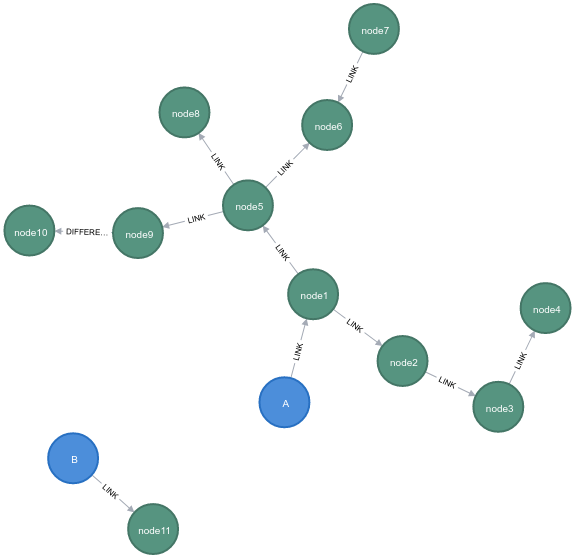 node7
LINK
node8
node6
LINK
LINK
node5
LINK
node10
DIFFERE...
node9
LINK
node1
node4
LINK
LINK
node2
LINK
LINK
A
node3
B
LINK
node11